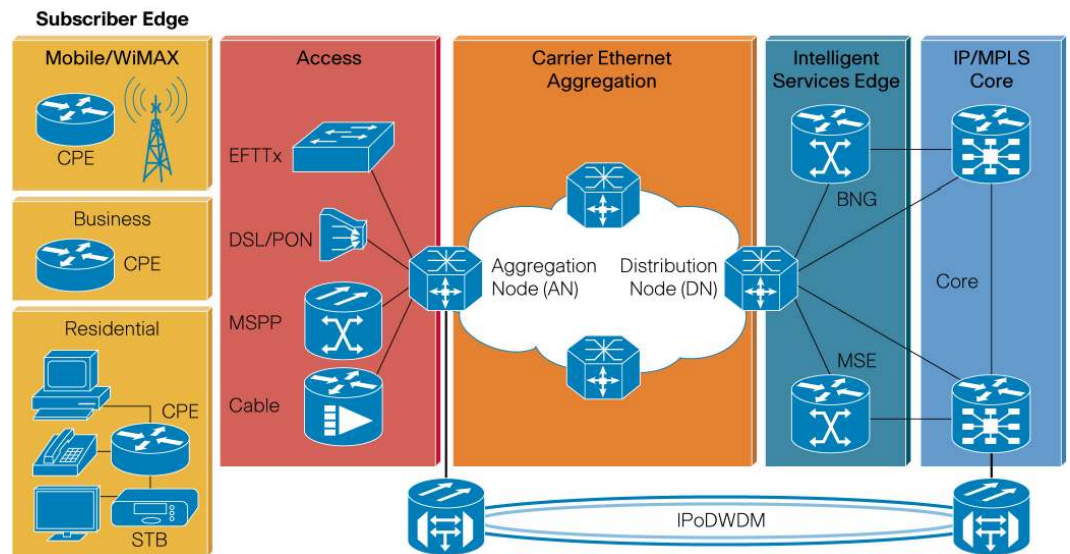 Subscriber Edge
Mobile/WiMAX
CPE
Business
CPE
Residential
CPE
STB
Access
EFTTx
DSL/PON
MSPP
Cable
Carrier Ethernet
Aggregation
Aggregation
Node (AN)
Distribution
Node (DN)
Intelligent
Services Edge
BNG
MSE
IP/MPLS
Core
Core
IPoDWDM